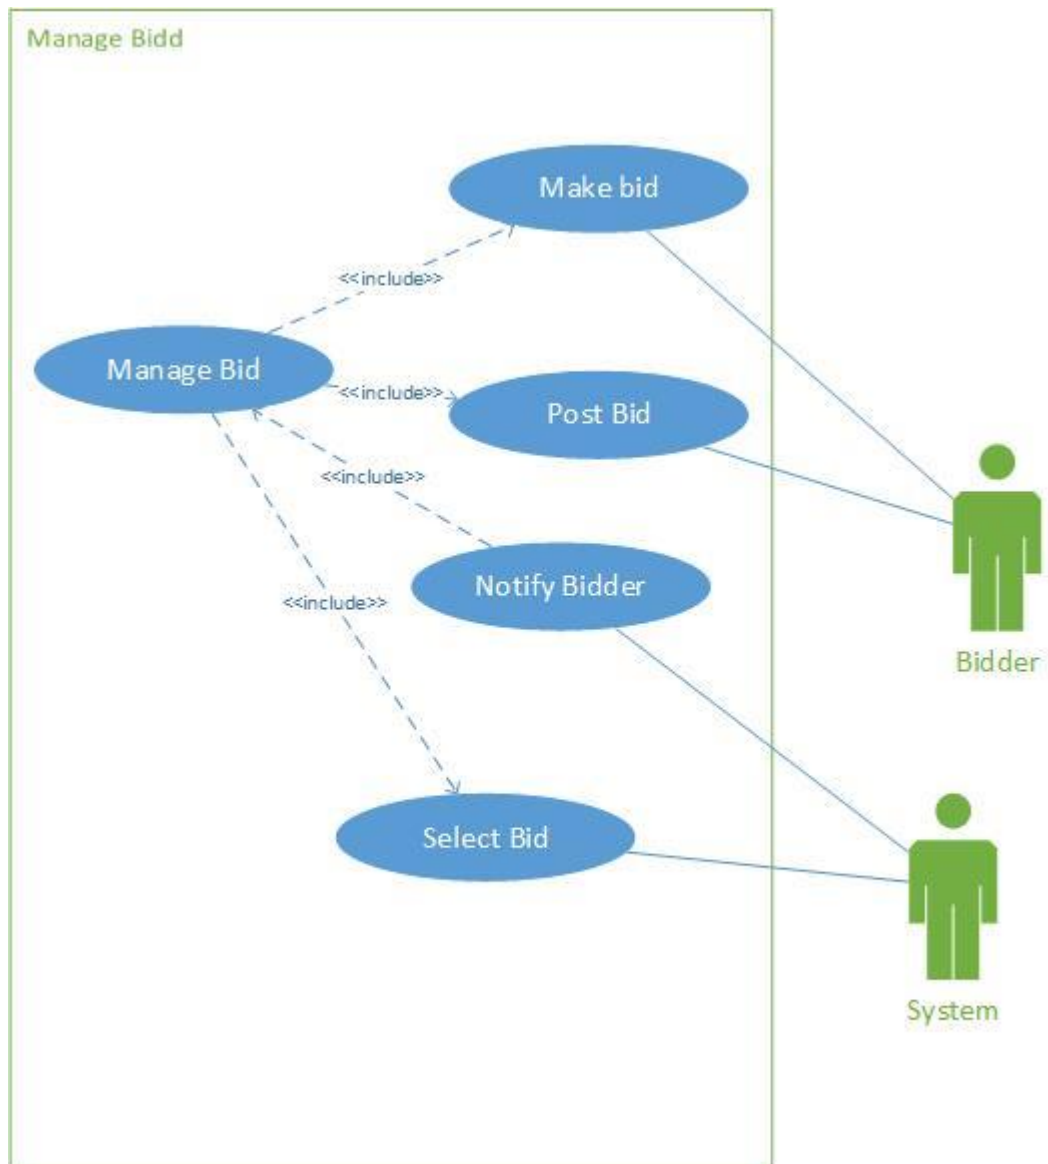 Manage Bidd
Make bid
<<include>>
Manage Bid
<<include>>
Post Bid
<<include>>
Notify Bidder
<<include>>
Bidder
Select Bid
System